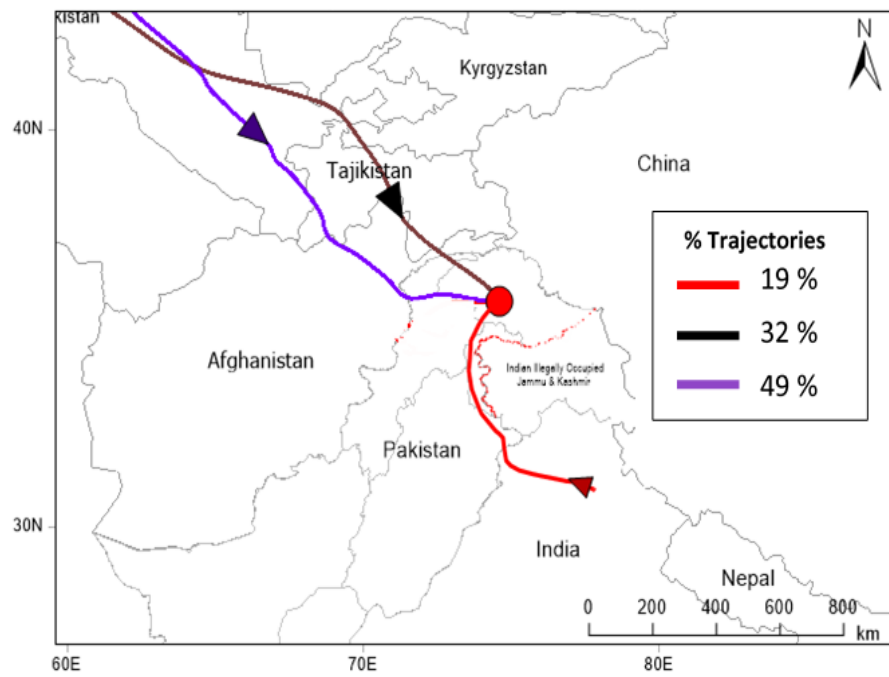 kistan
N
Kyrgyzstan
40N
Tajikistan
China
% Trajectories
19 %
32 %
49 %
Afghanistan
Indian Illegally Occupied
Jammu & Kashmir
Pakistan
30N
India
Nepal
0 200 400 600 800
km
60E 70E 80E